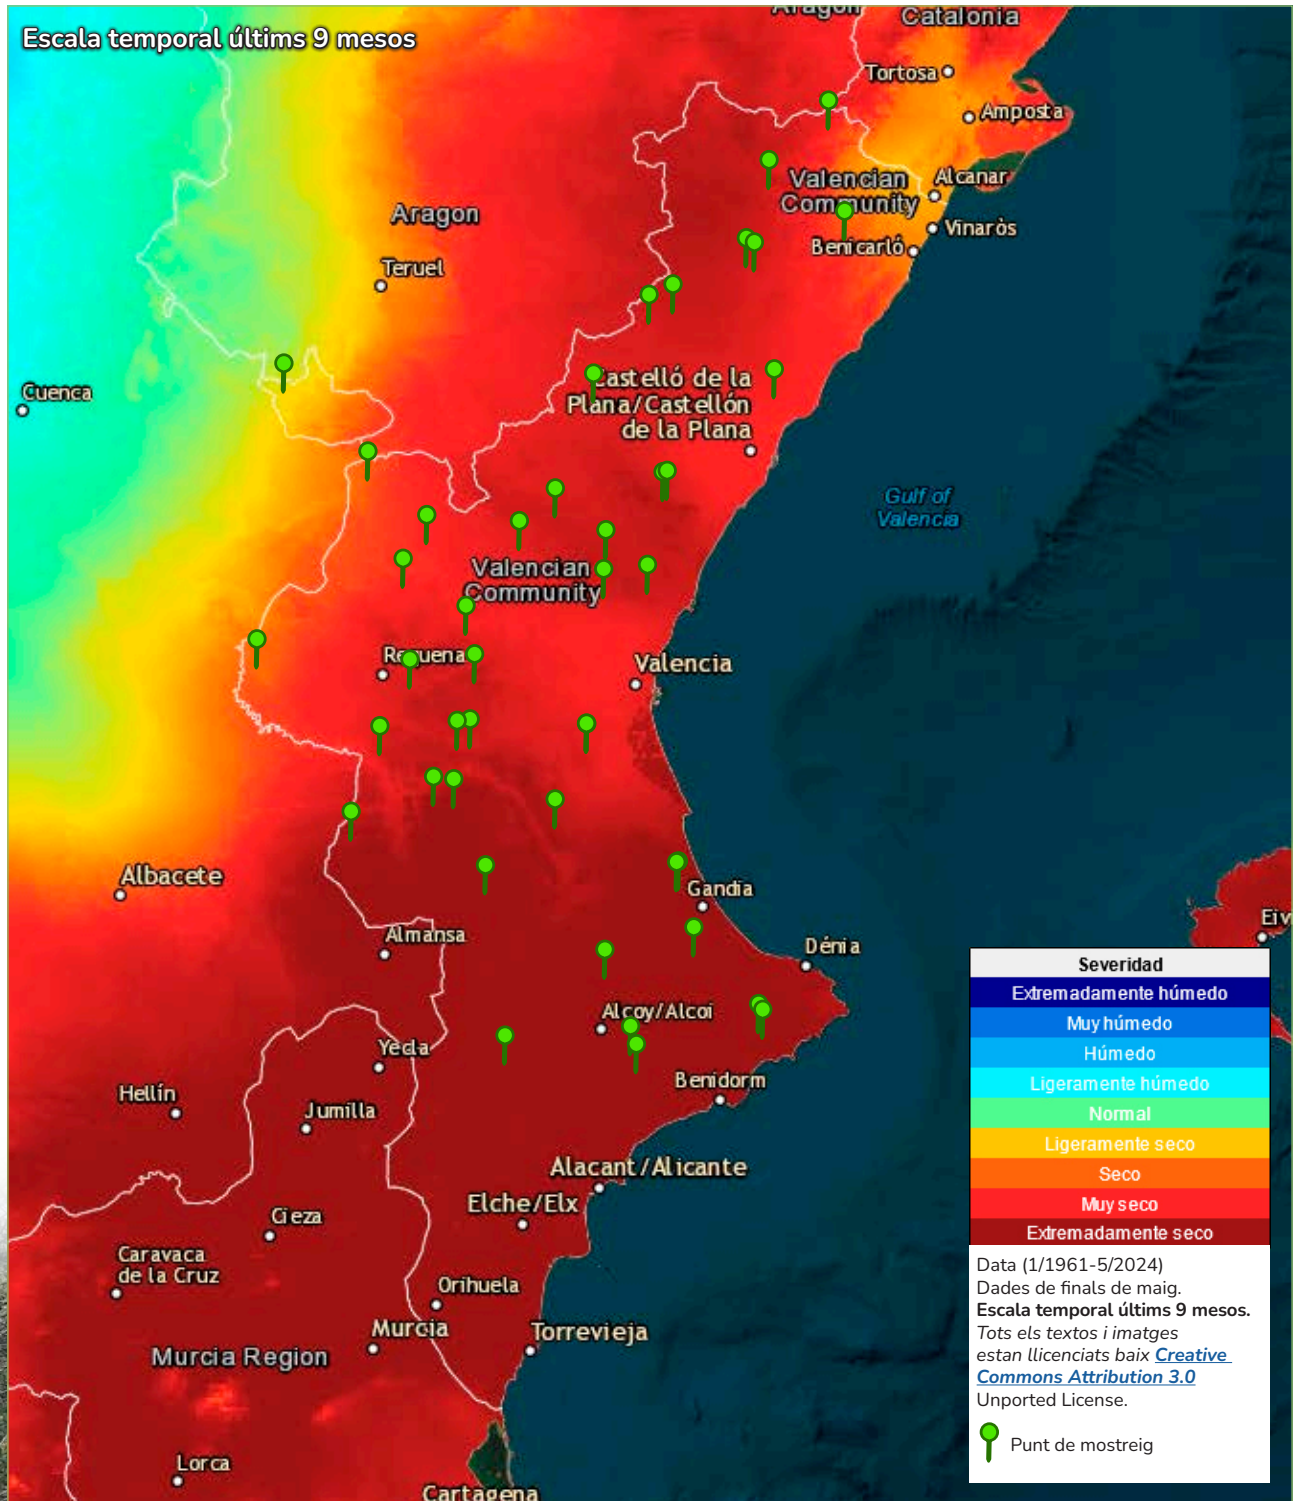 Escala temporal últims 9 mesos
Aragon
Catalonia
Tortosa
Amposta
Valencian
Community
Alcanar
Vinaròs
Benicarló
Aragon
Teruel
Cuenca
Castelló de la
Plana/Castellón
de la Plana
Gulf of
Valencia
Valencian
Community
Requena
Valencia
Albacete
Gandia
Almansa
Dénia
Eiv
Alcoy/Alcoi
Yecla
Benidorm
Hellín
Jumilla
Alacant/Alicante
Elche/Elx
Cieza
Caravaca
de la Cruz
Orihuela
Murcia
Torrevieja
Murcia Region
Lorca
Cartagena
Severidad
Extremadamente húmedo
Muy húmedo
Húmedo
Ligeramente húmedo
Normal
Ligeramente seco
Seco
Muy seco
Extremadamente seco
Data (1/1961-5/2024)
Dades de finals de maig.
Escala temporal últims 9 mesos.
Tots els textos i imatges
estan llicenciats baix Creative
Commons Attribution 3.0
Unported License.
Punt de mostreig